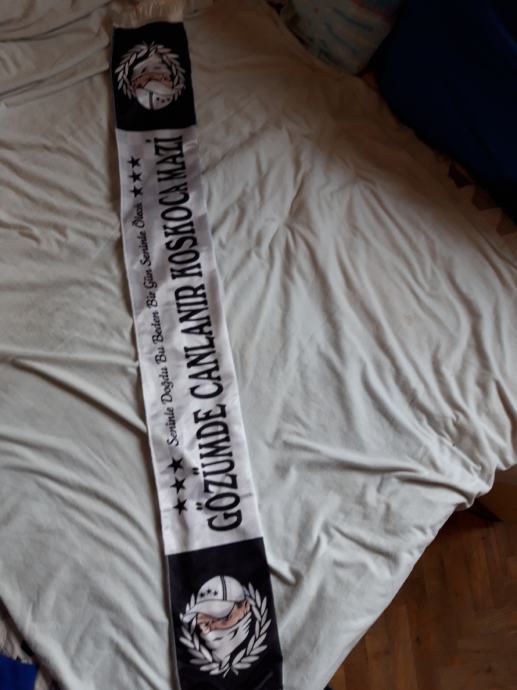 ★★★ Seninle Doğdu Bu Beden Bir Gün Seninle Ölecek ★★★
GÖZÜMDE CANLANIR KOSKOCA MAZİ